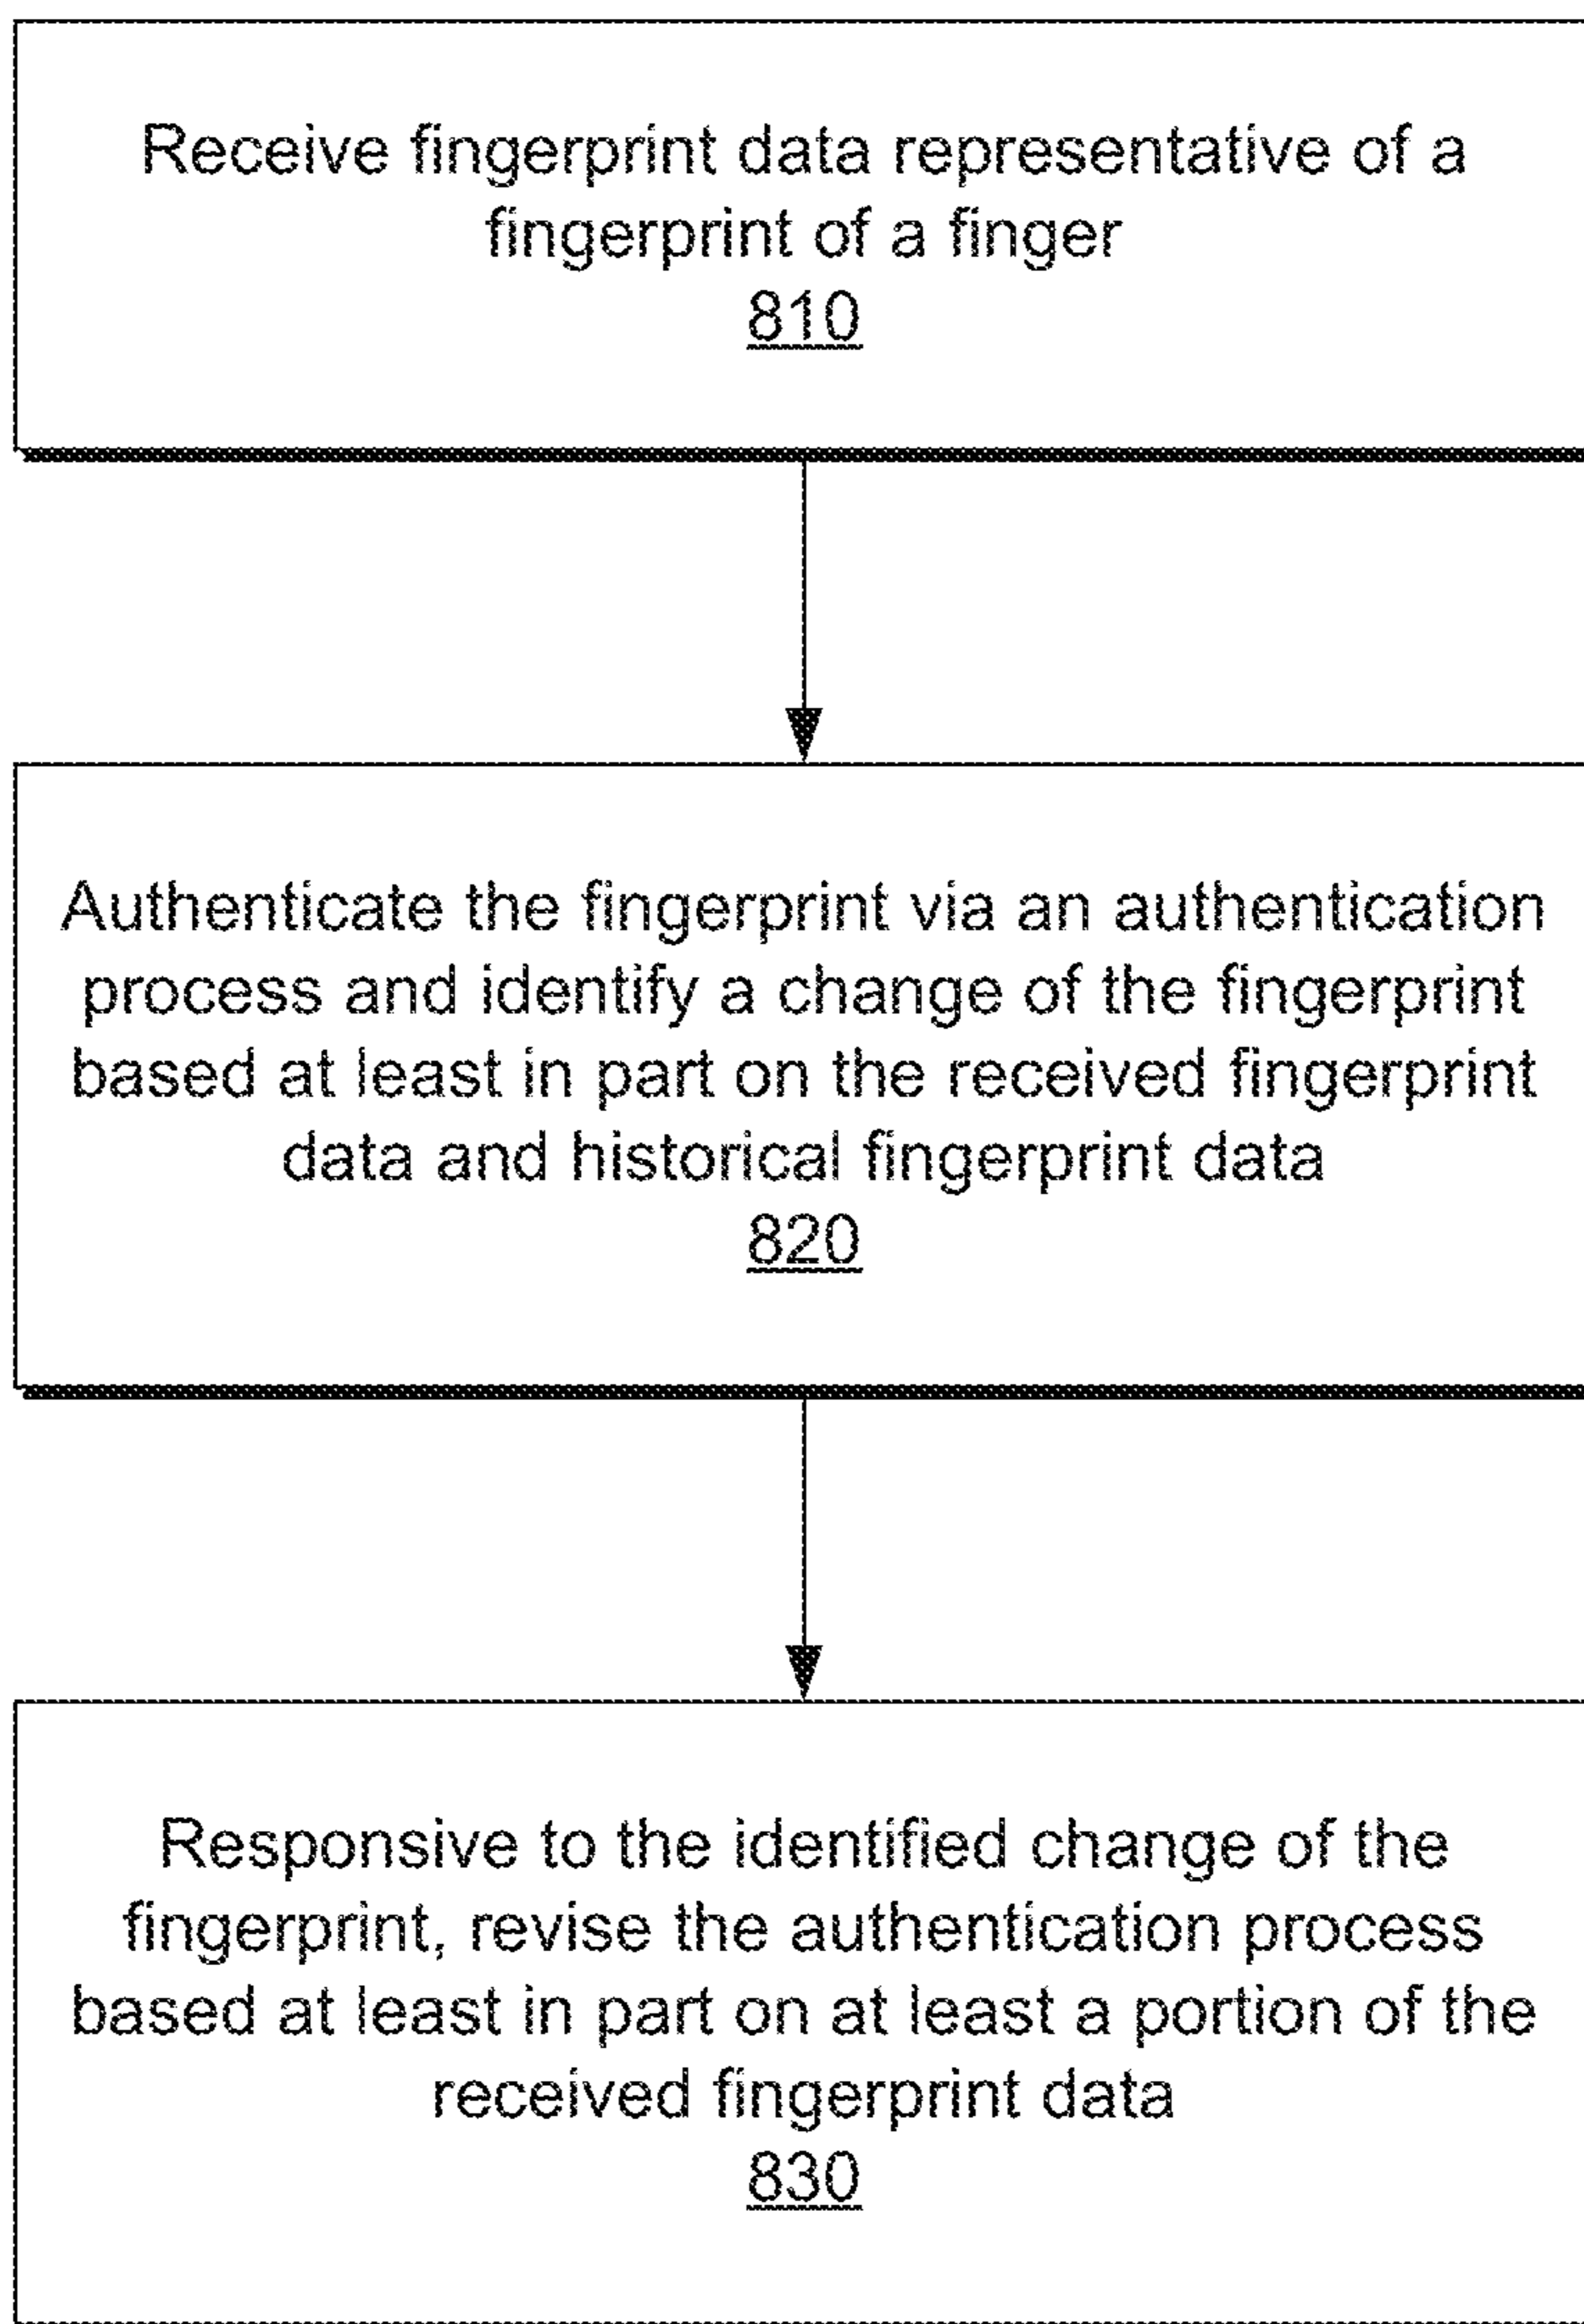 Receive fingerprint data representative of a
fingerprint of a finger
810
Authenticate the fingerprint via an authentication
process and identify a change of the fingerprint
based at least in part on the received fingerprint
data and historical fingerprint data
820
Responsive to the identified change of the
fingerprint, revise the authentication process
based at least in part on at least a portion of the
received fingerprint data
830